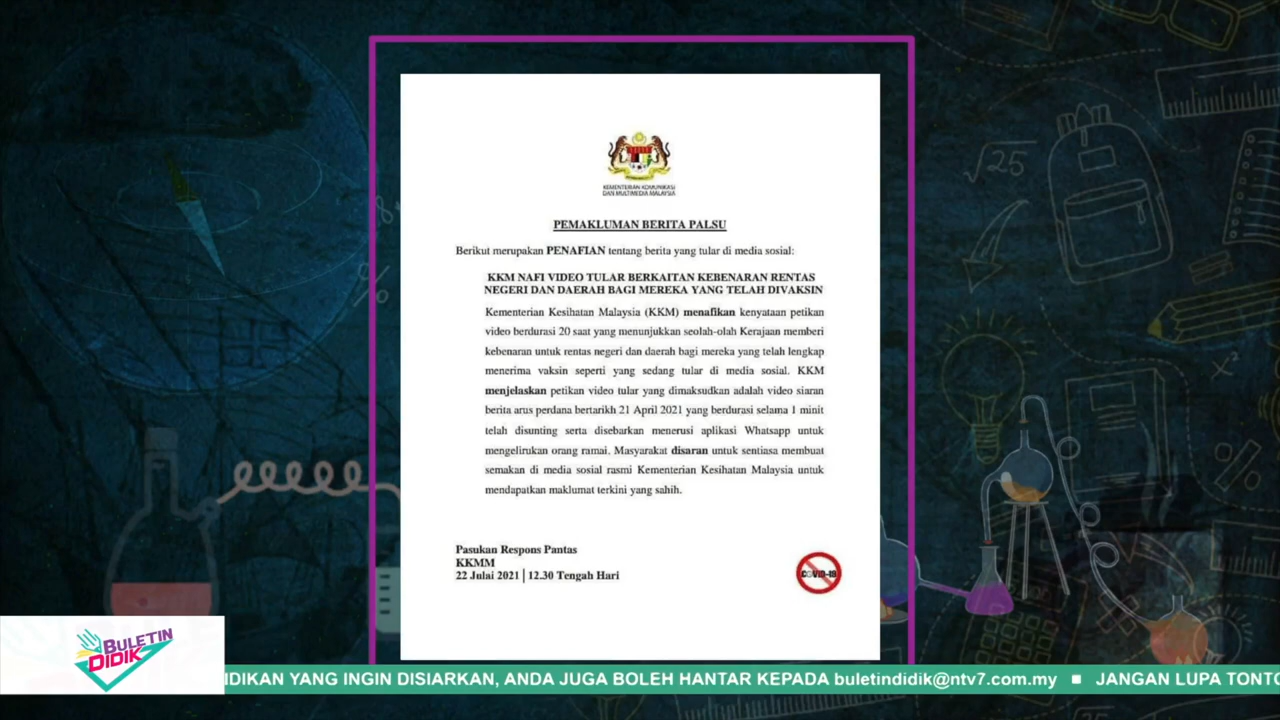 KEMENTERIAN KOMUNIKASI
DAN MULTIMEDIA MALAYSIA
PEMAKLUMAN BERITA PALSU
Berikut merupakan PENAFIAN tentang berita yang tular di media sosial:
KKM NAFI VIDEO TULAR BERKAITAN KEBENARAN RENTAS
NEGERI DAN DAERAH BAGI MEREKA YANG TELAH DIVAKSIN
Kementerian Kesihatan Malaysia (KKM) menafikan kenyataan petikan
video berdurasi 20 saat yang menunjukkan seolah-olah Kerajaan memberi
kebenaran untuk rentas negeri dan daerah bagi mereka yang telah lengkap
menerima vaksin seperti yang sedang tular di media sosial. KKM
menjelaskan petikan video tular yang dimaksudkan adalah video siaran
berita arus perdana bertarikh 21 April 2021 yang berdurasi selama 1 minit
telah disunting serta disebarkan menerusi aplikasi Whatsapp untuk
mengelirukan orang ramai. Masyarakat disaran untuk sentiasa membuat
semakan di media sosial rasmi Kementerian Kesihatan Malaysia untuk
mendapatkan maklumat terkini yang sahih.
Pasukan Respons Pantas
KKMM
22 Julai 2021 | 12.30 Tengah Hari
COVID-19
√25
x²
%
BULETIN
DIDIK
IDIKAN YANG INGIN DISIARKAN, ANDA JUGA BOLEH HANTAR KEPADA buletindidik@ntv7.com.my ■ JANGAN LUPA TONTO